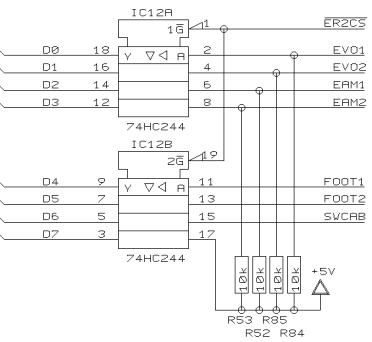 IC12A
1G 1 ER2CS
D0 18 Y A 2 EVO1
D1 16 4 EVO2
D2 14 6 EAM1
D3 12 8 EAM2
74HC244
IC12B
2G 19
D4 9 Y A 11 FOOT1
D5 7 13 FOOT2
D6 5 15 SWCAB
D7 3 17
74HC244
10k 10k 10k 10k +5V
R53 R85
R52 R84